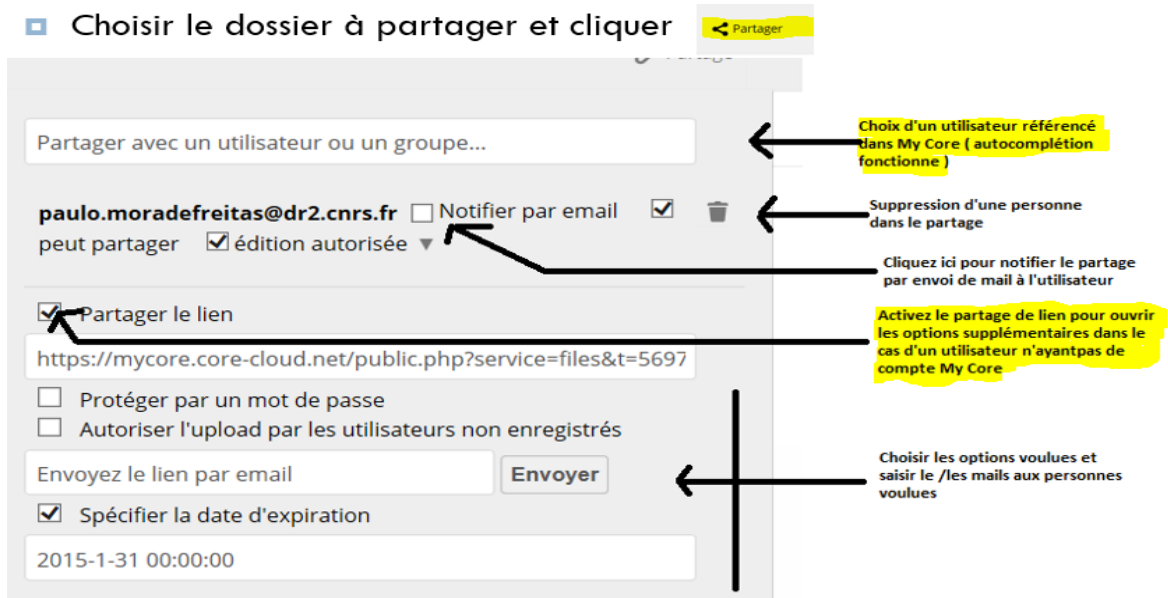 Choisir le dossier à partager et cliquer Partager
Partager avec un utilisateur ou un groupe...
Choix d'un utilisateur référencé
dans My Core ( autocomplétion
fonctionne )
paulo.moradefreitas@dr2.cnrs.fr Notifier par email
peut partager édition autorisée
Suppression d'une personne
dans le partage
Cliquez ici pour notifier le partage
par envoi de mail à l'utilisateur
Partager le lien
Activez le partage de lien pour ouvrir
les options supplémentaires dans le
cas d'un utilisateur n'ayantpas de
compte My Core
https://mycore.core-cloud.net/public.php?service=files&t=5697
Protéger par un mot de passe
Autoriser l'upload par les utilisateurs non enregistrés
Envoyez le lien par email Envoyer
Choisir les options voulues et
saisir le /les mails aux personnes
voulues
Spécifier la date d'expiration
2015-1-31 00:00:00